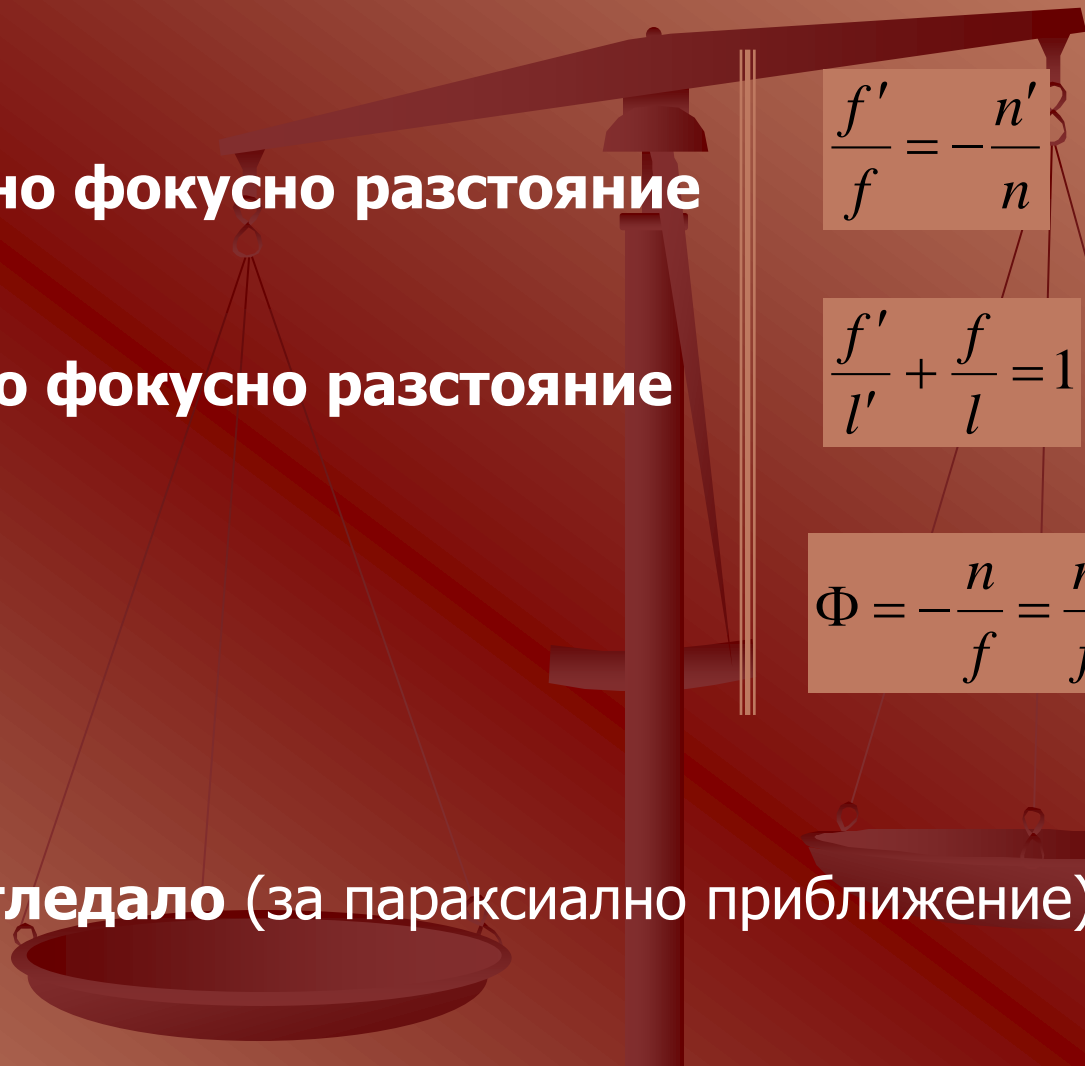 но фокусно разстояние
f′/f = −n′/n
о фокусно разстояние
f′/l′ + f/l = 1
Φ = −n/f =
гледало (за параксиално приближение)